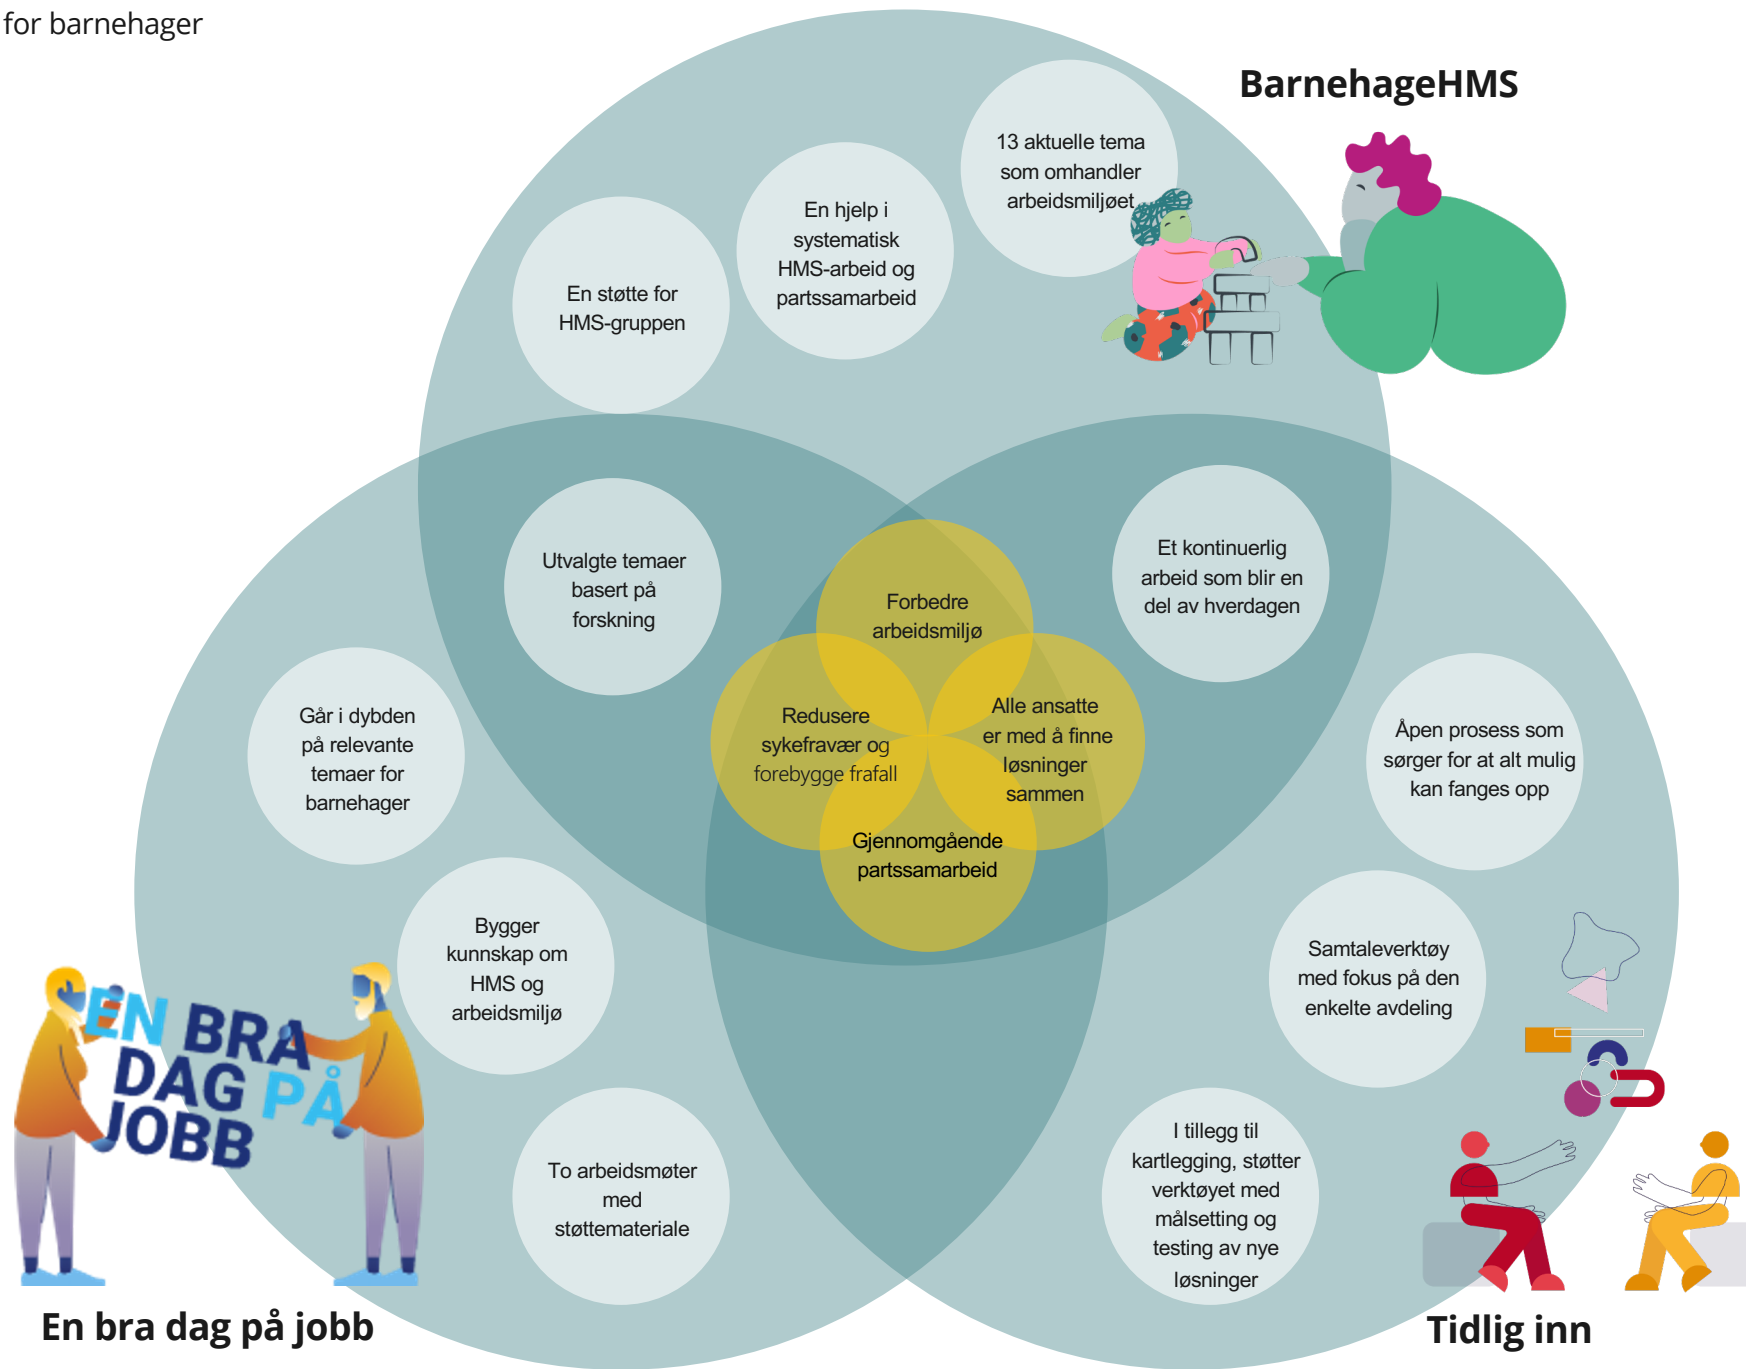 for barnehager
BarnehageHMS
13 aktuelle tema
som omhandler
arbeidsmiljøet
En hjelp i
systematisk
HMS-arbeid og
partssamarbeid
En støtte for
HMS-gruppen
Utvalgte temaer
basert på
forskning
Et kontinuerlig
arbeid som blir en
del av hverdagen
Forbedre
arbeidsmiljø
Redusere
sykefravær og
forebygge frafall
Alle ansatte
er med å finne
løsninger
sammen
Gjennomgående
partssamarbeid
Går i dybden
på relevante
temaer for
barnehager
Bygger
kunnskap om
HMS og
arbeidsmiljø
To arbeidsmøter
med
støttemateriale
Åpen prosess som
sørger for at alt mulig
kan fanges opp
Samtaleverktøy
med fokus på den
enkelte avdeling
I tillegg til
kartlegging, støtter
verktøyet med
målsetting og
testing av nye
løsninger
EN BRA
DAG PÅ
JOBB
En bra dag på jobb
Tidlig inn